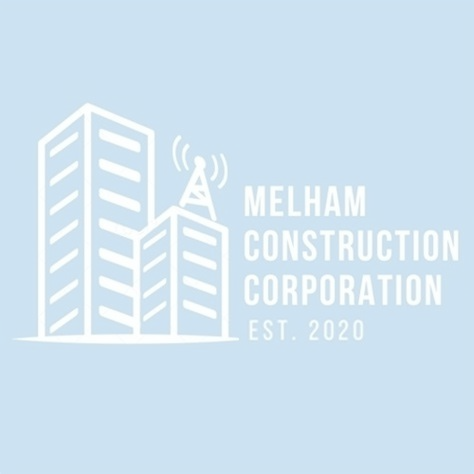 MELHAM
CONSTRUCTION
CORPORATION
EST. 2020